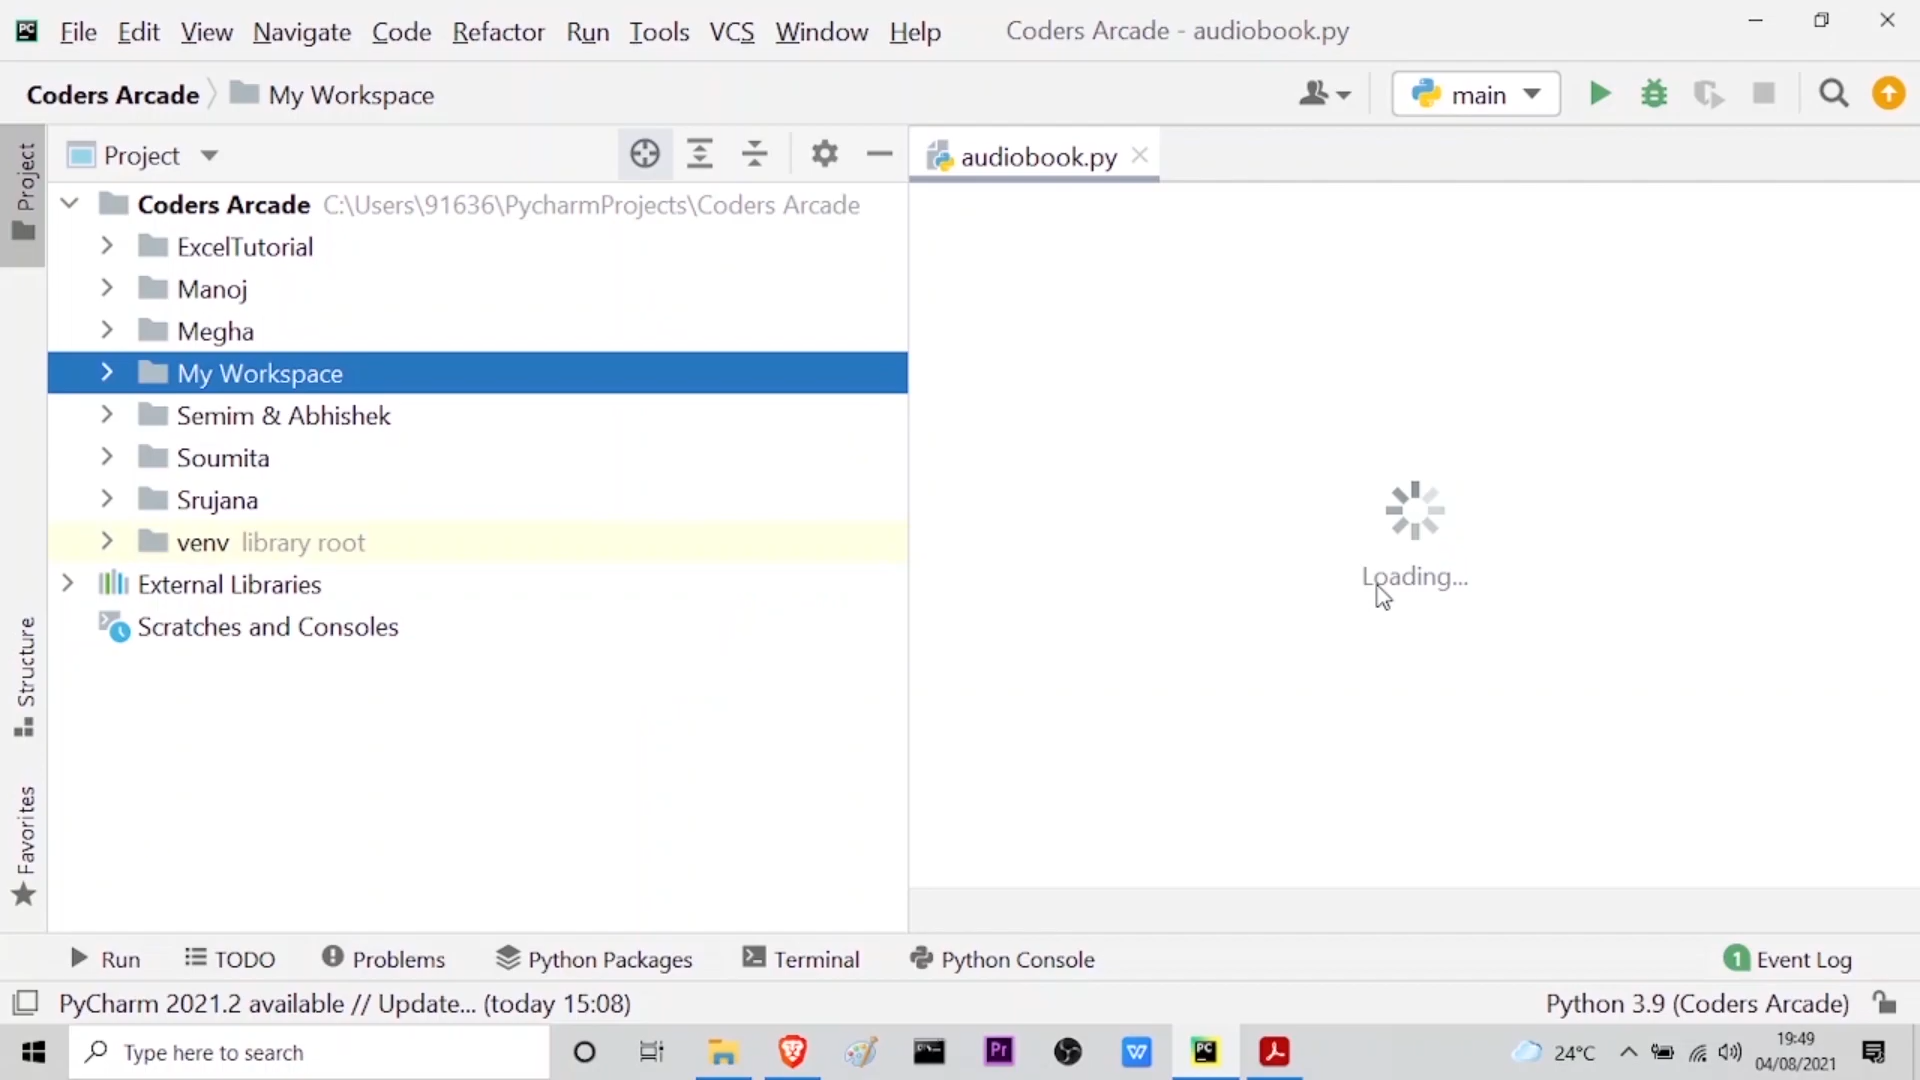 File Edit View Navigate Code Refactor Run Tools VCS Window Help Coders Arcade - audiobook.py
Coders Arcade My Workspace main
Project audiobook.py
Project
Coders Arcade C:\Users\91636\PycharmProjects\Coders Arcade
ExcelTutorial
Manoj
Megha
My Workspace
Semim & Abhishek
Soumita
Srujana
venv library root
External Libraries
Scratches and Consoles
Loading...
Structure
Favorites
Run TODO Problems Python Packages Terminal Python Console 1 Event Log
PyCharm 2021.2 available // Update... (today 15:08) Python 3.9 (Coders Arcade)
Type here to search Pr PC 24°C 19:49
04/08/2021